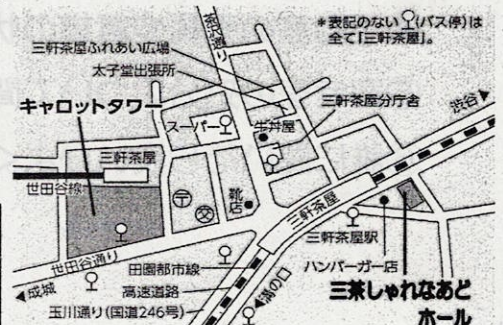 *表記のない(バス停)は
全て「三軒茶屋」。
三軒茶屋ふれあい広場
太子堂出張所
キャロットタワー
スーパー
牛丼屋
三軒茶屋分庁舎
渋谷
三軒茶屋
世田谷線
靴店
三軒茶屋
三軒茶屋駅
世田谷通り
田園都市線
ハンバーガー店
成城
高速道路
溝の口
三茶しゃれなあど
ホール
玉川通り(国道246号)